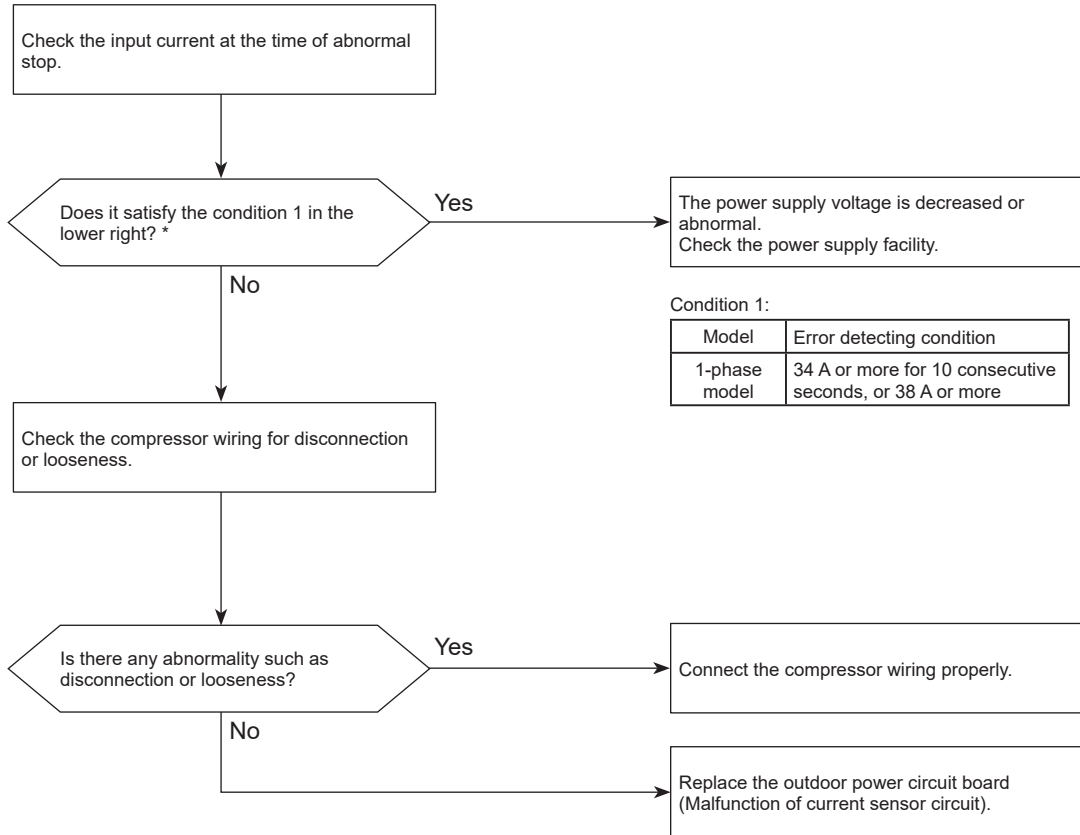 Check the input current at the time of abnormal
stop.
Does it satisfy the condition 1 in the
lower right? *
Yes
The power supply voltage is decreased or
abnormal.
Check the power supply facility.
No
Condition 1:
Model
Error detecting condition
1-phase
model
34 A or more for 10 consecutive
seconds, or 38 A or more
Check the compressor wiring for disconnection
or looseness.
Is there any abnormality such as
disconnection or looseness?
Yes
Connect the compressor wiring properly.
No
Replace the outdoor power circuit board
(Malfunction of current sensor circuit).